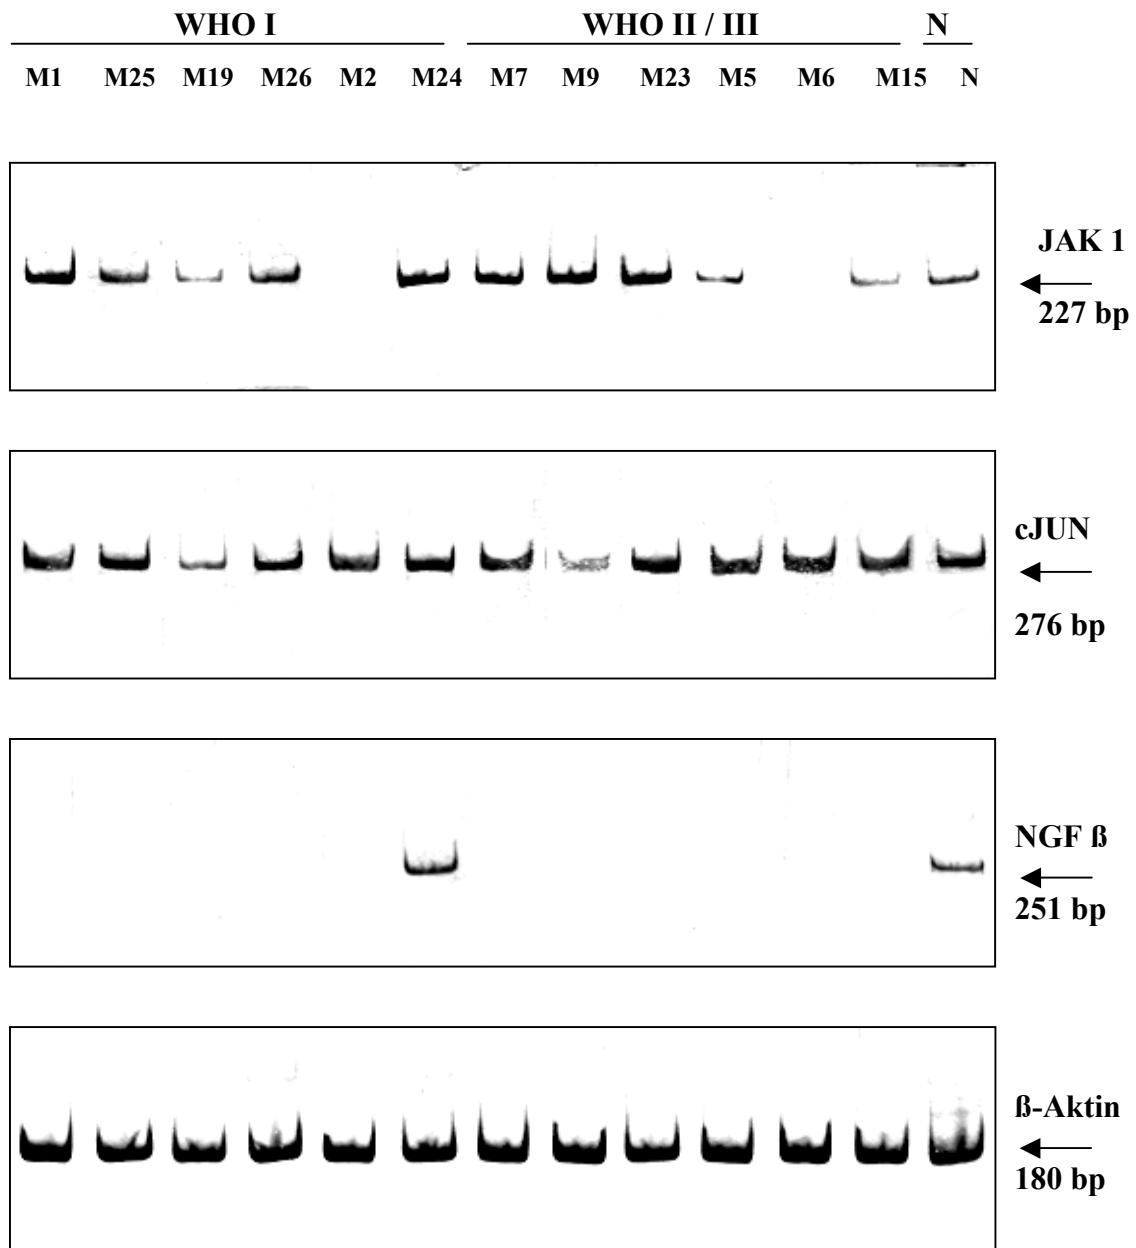 WHO I WHO II / III N
M1 M25 M19 M26 M2 M24 M7 M9 M23 M5 M6 M15 N
JAK 1
227 bp
cJUN
276 bp
NGF ß
251 bp
ß-Aktin
180 bp